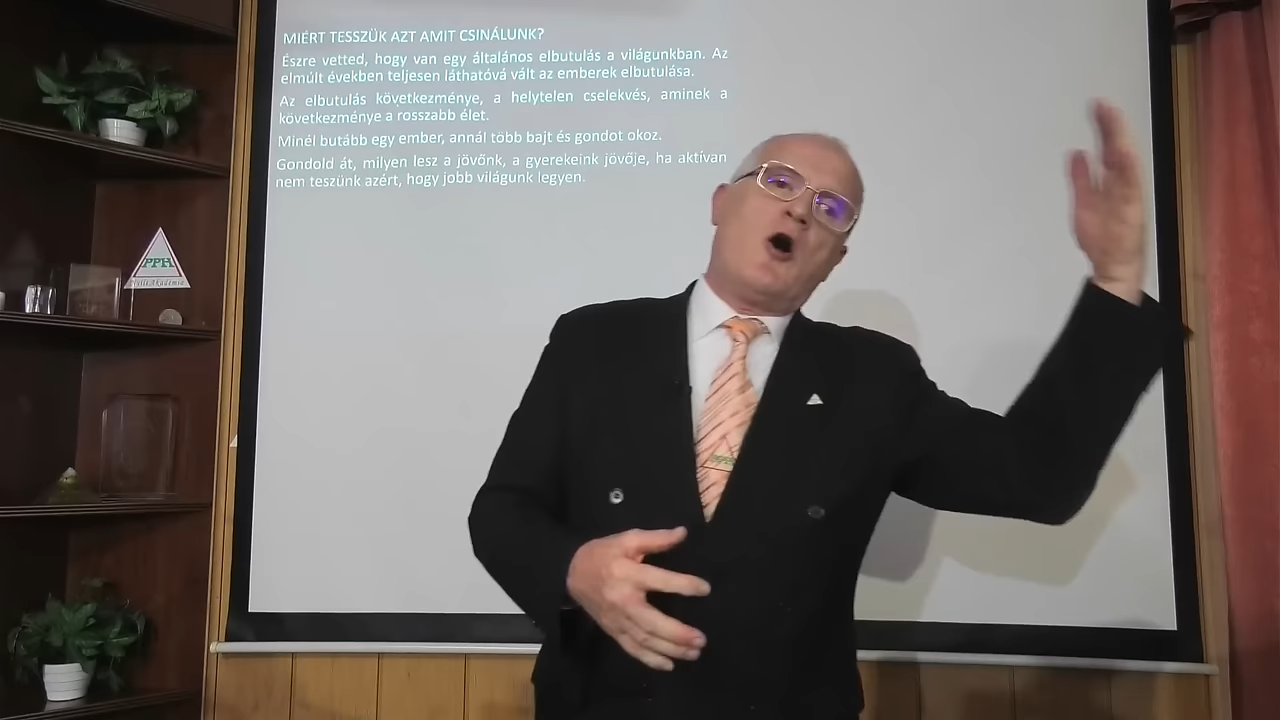 MIÉRT TESSZÜK AZT AMIT CSINÁLUNK?
Észre vetted, hogy van egy általános elbutulás a világunkban. Az
elmúlt években teljesen láthatóvá vált az emberek elbutulása.
Az elbutulás következménye, a helytelen cselekvés, aminek a
következménye a rosszabb élet.
Minél butább egy ember, annál több bajt és gondot okoz.
Gondold át, milyen lesz a jövőnk, a gyerekeink jövője, ha aktívan
nem teszünk azért, hogy jobb világunk legyen.
PPH
Nyílt Akadémia
PPH